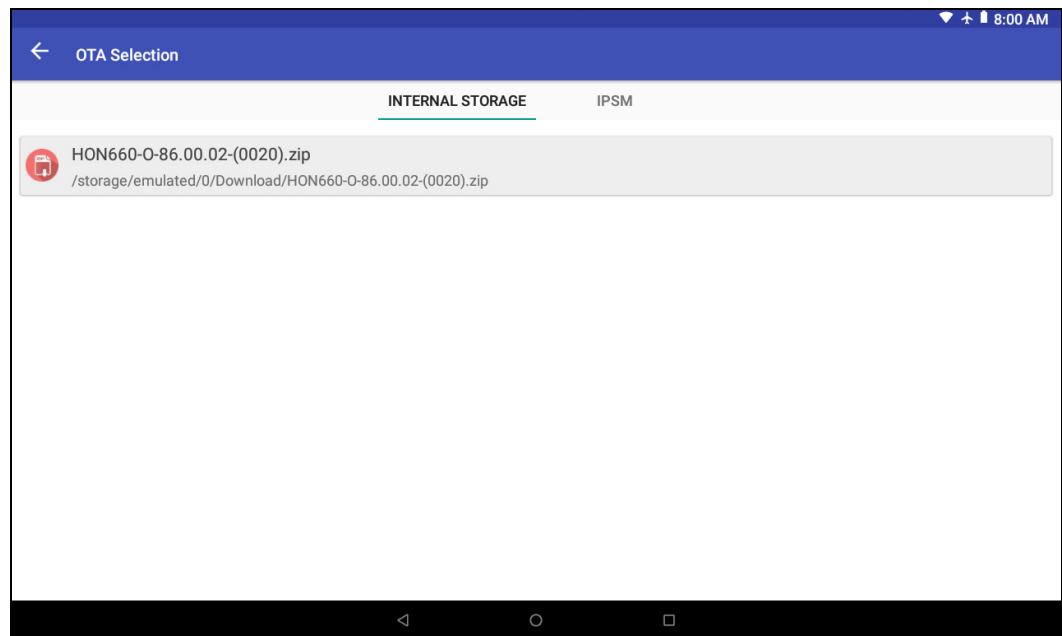 8:00 AM
OTA Selection
INTERNAL STORAGE IPSM
HON660-O-86.00.02-(0020).zip
/storage/emulated/0/Download/HON660-O-86.00.02-(0020).zip